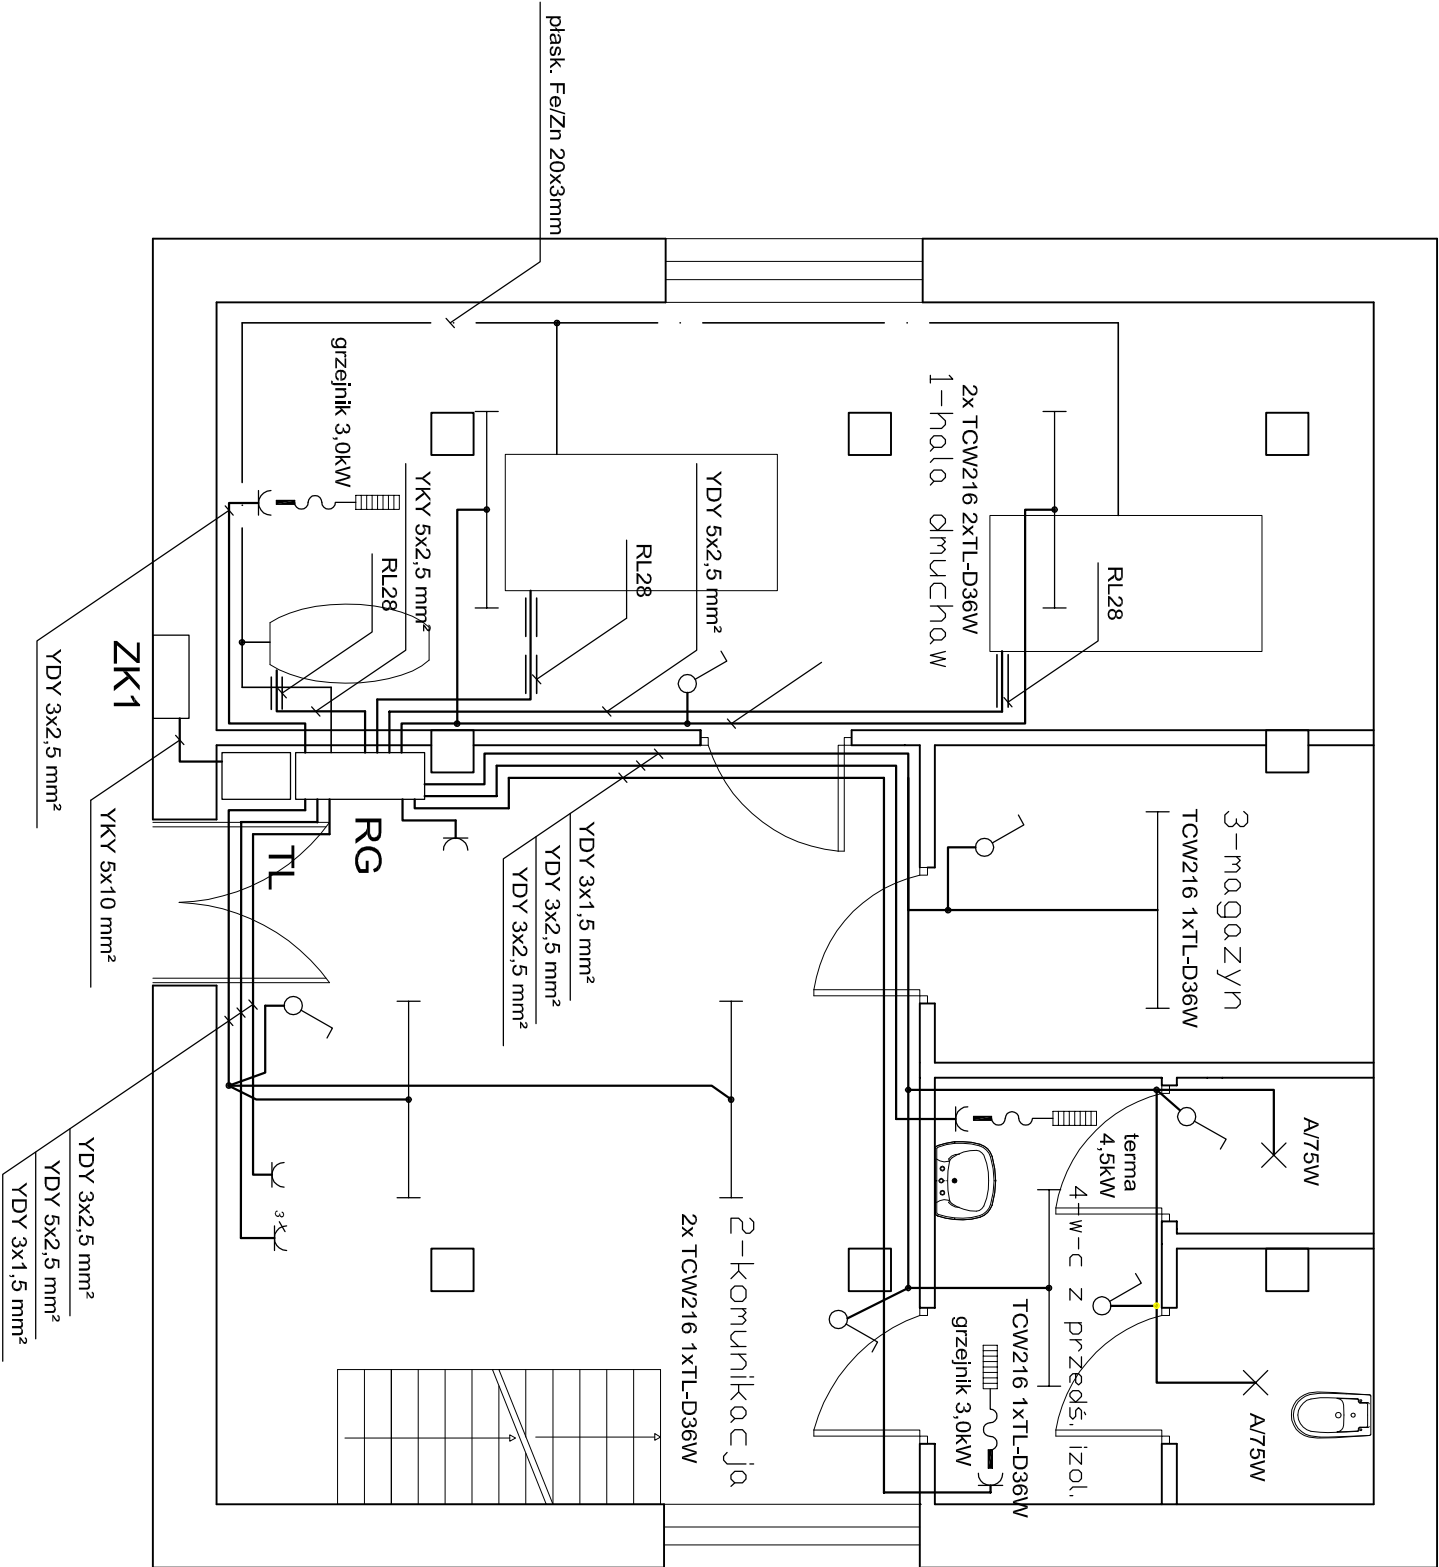 płask. Fe/Zn 20x3mm
grzejnik 3,0kW
YKY 5x2,5 mm²
RL28
RL28
YDY 5x2,5 mm²
2x TCW216 2xTL-D36W
1-hala dmuchaw
RL28
ZK1
YDY 3x2,5 mm²
YKY 5x10 mm²
TL
RG
YDY 3x1,5 mm²
YDY 3x2,5 mm²
YDY 3x2,5 mm²
3-magazyn
TCW216 1xTL-D36W
A/75W
terma
4,5kW
4-w-c z przedś. izol.
TCW216 1xTL-D36W
grzejnik 3,0kW
A/75W
2-komunikacja
2x TCW216 1xTL-D36W
3-X
YDY 3x2,5 mm²
YDY 5x2,5 mm²
YDY 3x1,5 mm²